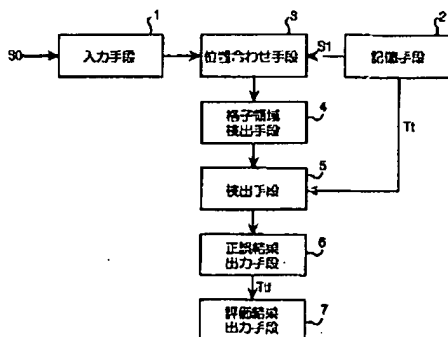 1
3
2
S0
入力手段
位置合わせ手段
S1
記憶手段
4
格子領域
検出手段
Tt
5
検出手段
6
正誤結果
出力手段
Ttf
7
評価結果
出力手段